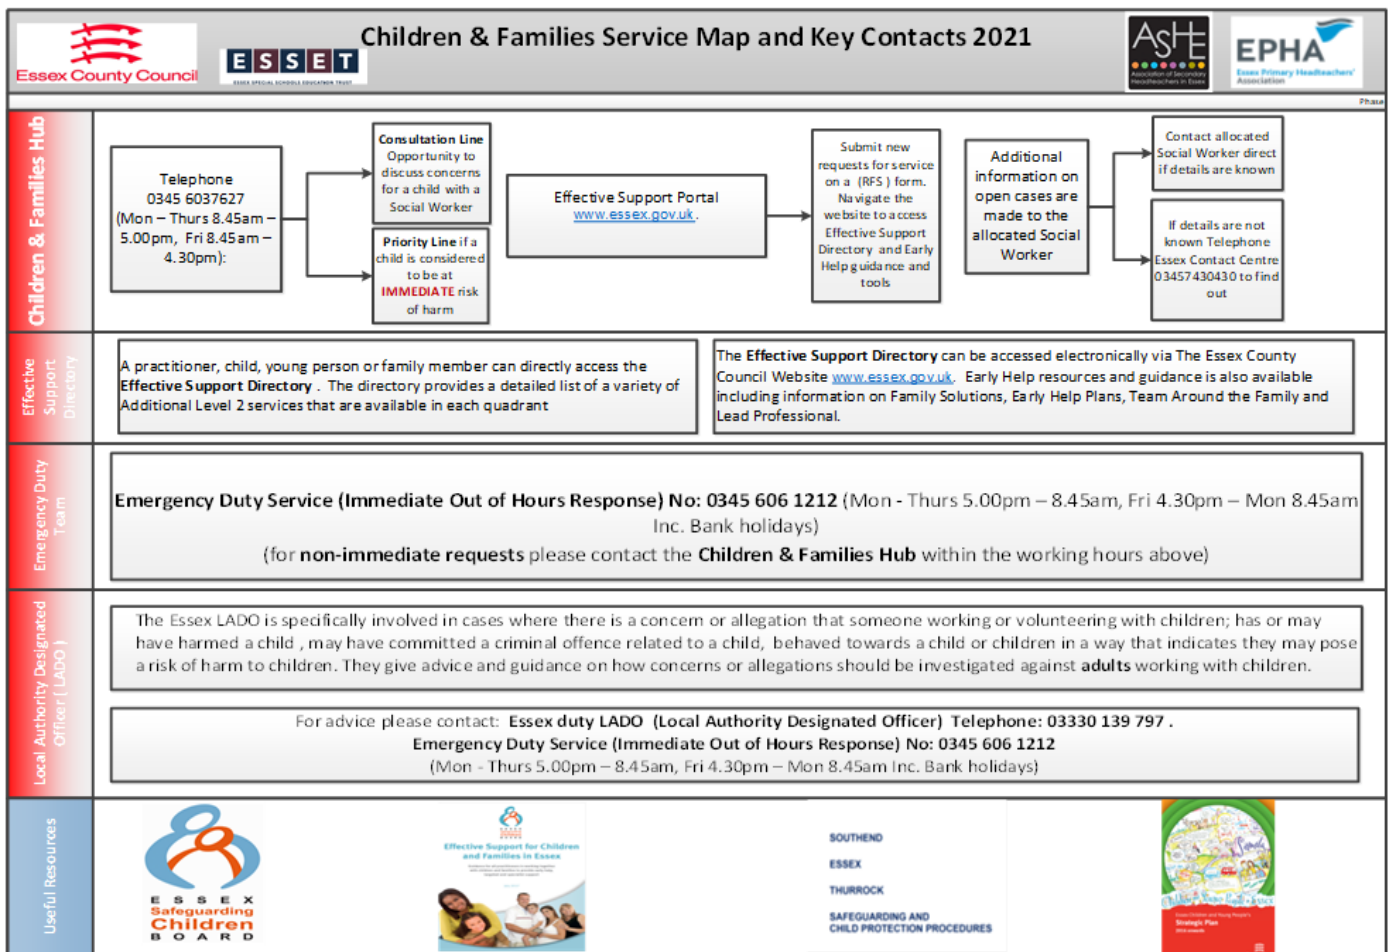 Children & Families Service Map and Key Contacts 2021
Essex County Council
ESSET
ESSEX SPECIAL SCHOOLS EDUCATION TRUST
ASHE
Association of Secondary
Headteachers in Essex
EPHA
Essex Primary Headteachers'
Association
Phase
Children & Families Hub
Telephone
0345 6037627
(Mon – Thurs 8.45am –
5.00pm, Fri 8.45am –
4.30pm):
Consultation Line
Opportunity to
discuss concerns
for a child with a
Social Worker
Priority Line if a
child is considered
to be at
IMMEDIATE risk
of harm
Effective Support Portal
www.essex.gov.uk .
Submit new
requests for service
on a (RFS ) form.
Navigate the
website to access
Effective Support
Directory and Early
Help guidance and
tools
Additional
information on
open cases are
made to the
allocated Social
Worker
Contact allocated
Social Worker direct
if details are known
If details are not
known Telephone
Essex Contact Centre
03457430430 to find
out
Effective
Support
Directory
A practitioner, child, young person or family member can directly access the
Effective Support Directory . The directory provides a detailed list of a variety of
Additional Level 2 services that are available in each quadrant
The Effective Support Directory can be accessed electronically via The Essex County
Council Website www.essex.gov.uk. Early Help resources and guidance is also available
including information on Family Solutions, Early Help Plans, Team Around the Family and
Lead Professional.
Emergency Duty
Team
Emergency Duty Service (Immediate Out of Hours Response) No: 0345 606 1212 (Mon - Thurs 5.00pm – 8.45am, Fri 4.30pm – Mon 8.45am
Inc. Bank holidays)
(for non-immediate requests please contact the Children & Families Hub within the working hours above)
Local Authority Designated
Officer ( LADO )
The Essex LADO is specifically involved in cases where there is a concern or allegation that someone working or volunteering with children; has or may
have harmed a child , may have committed a criminal offence related to a child, behaved towards a child or children in a way that indicates they may pose
a risk of harm to children. They give advice and guidance on how concerns or allegations should be investigated against adults working with children.
For advice please contact: Essex duty LADO (Local Authority Designated Officer) Telephone: 03330 139 797 .
Emergency Duty Service (Immediate Out of Hours Response) No: 0345 606 1212
(Mon - Thurs 5.00pm – 8.45am, Fri 4.30pm – Mon 8.45am Inc. Bank holidays)
Useful Resources
ESSEX
Safeguarding
Children
BOARD
Effective Support for Children
and Families in Essex
SOUTHEND
ESSEX
THURROCK
SAFEGUARDING AND
CHILD PROTECTION PROCEDURES
Essex Children and Young People's
Strategic Plan